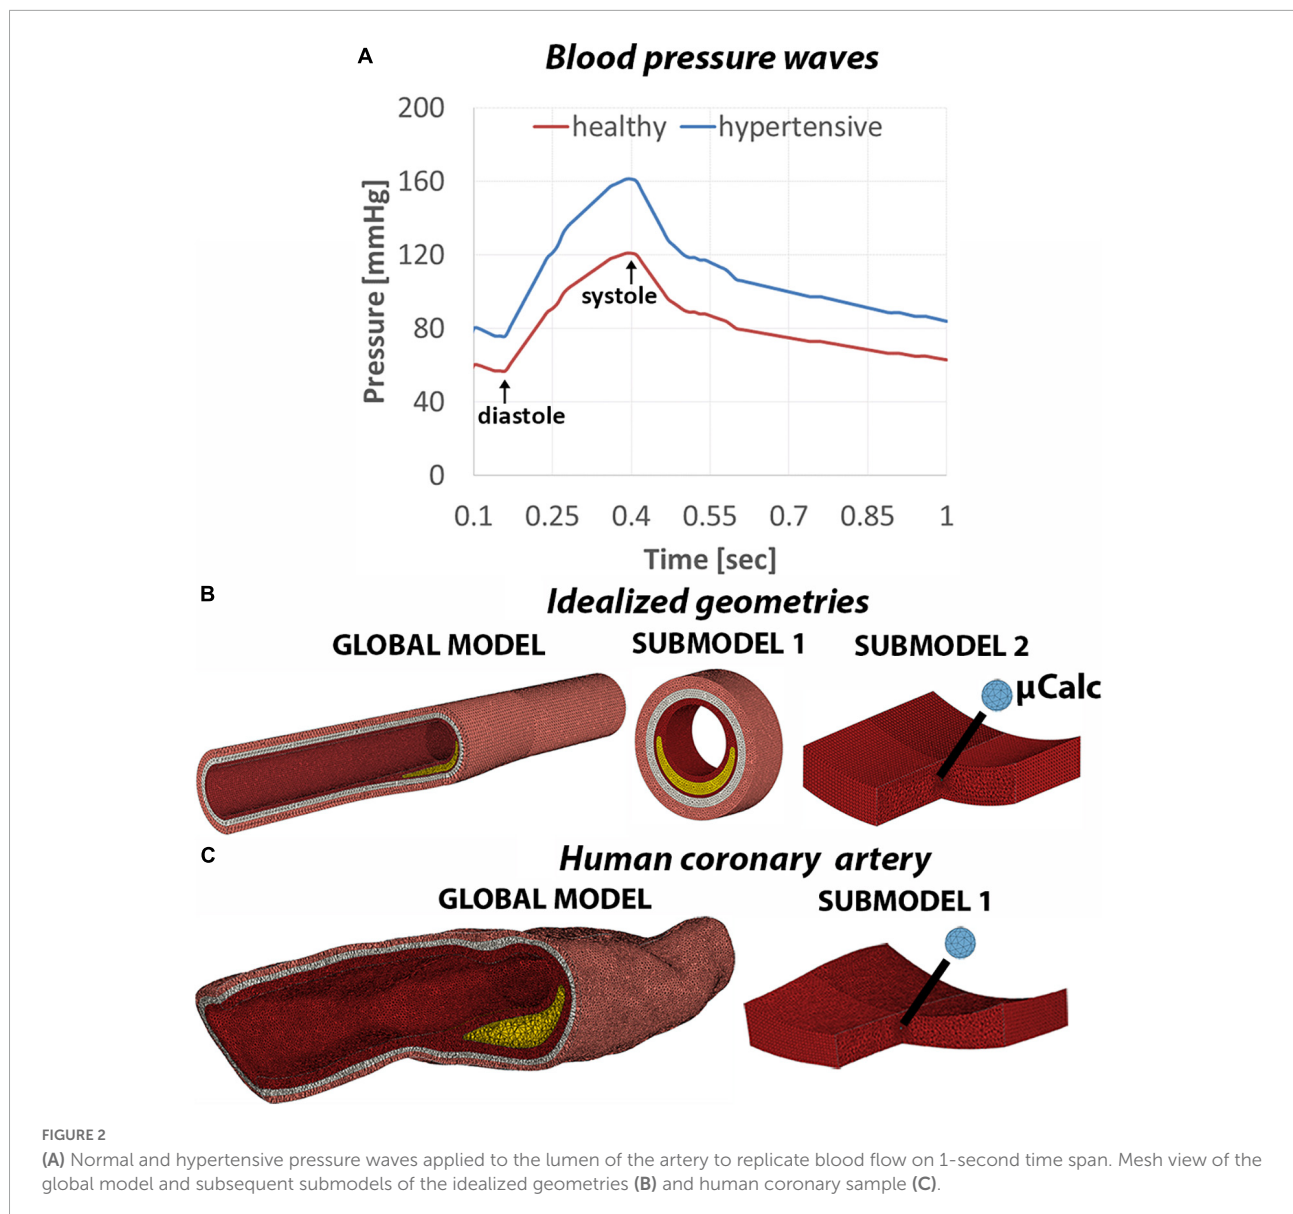 A
Blood pressure waves
healthy hypertensive
Pressure [mmHg]
200
160
120
80
40
0
systole
diastole
0.1 0.25 0.4 0.55 0.7 0.85 1
Time [sec]
B
Idealized geometries
GLOBAL MODEL
SUBMODEL 1
SUBMODEL 2
µCalc
C
Human coronary artery
GLOBAL MODEL
SUBMODEL 1
FIGURE 2
(A) Normal and hypertensive pressure waves applied to the lumen of the artery to replicate blood flow on 1-second time span. Mesh view of the
global model and subsequent submodels of the idealized geometries (B) and human coronary sample (C).